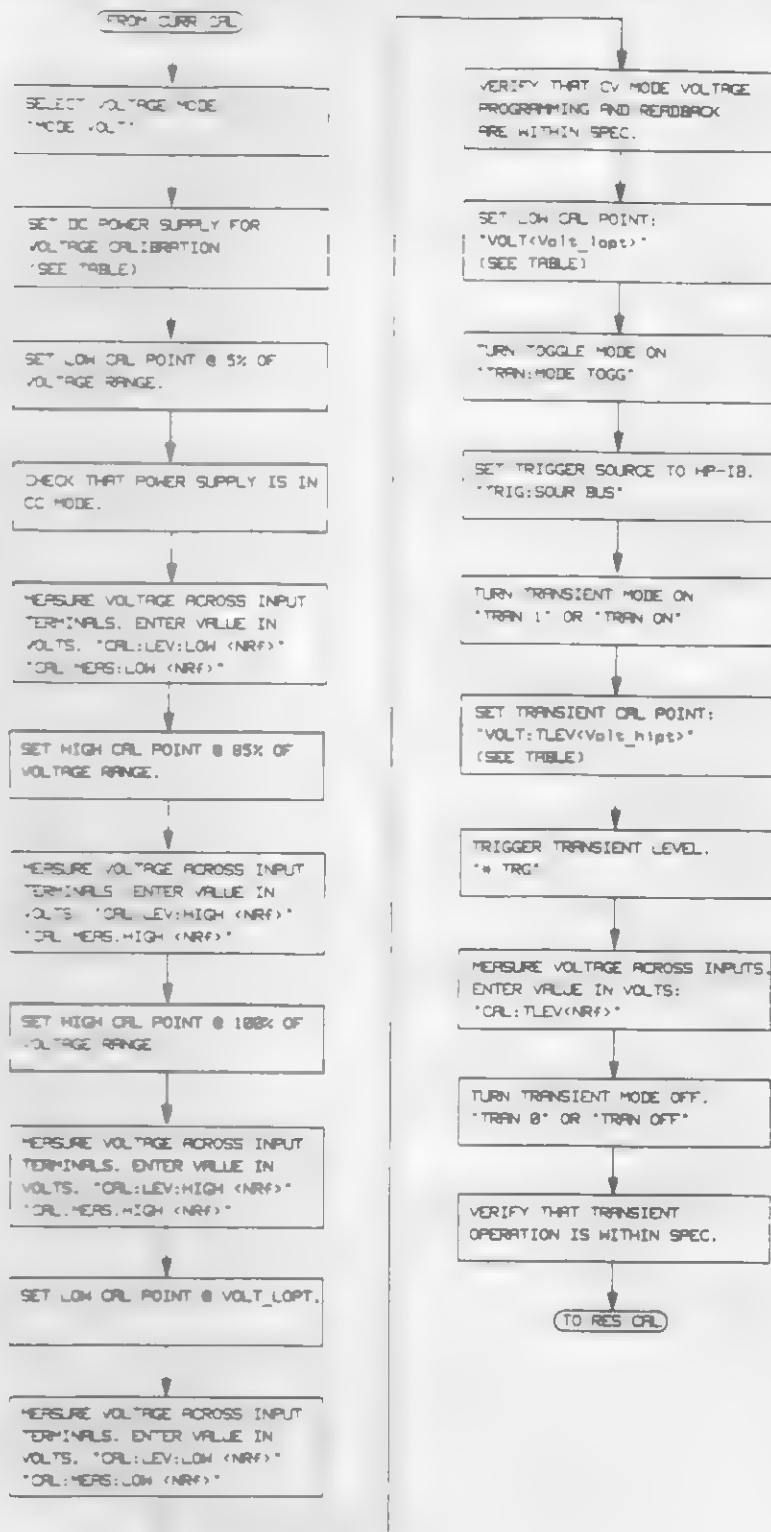 FROM CURR CAL
SELECT VOLTAGE MODE
"MODE VOLT"
SET DC POWER SUPPLY FOR
VOLTAGE CALIBRATION
(SEE TABLE)
SET LOW CAL POINT @ 5% OF
VOLTAGE RANGE.
CHECK THAT POWER SUPPLY IS IN
CC MODE.
MEASURE VOLTAGE ACROSS INPUT
TERMINALS. ENTER VALUE IN
VOLTS. "CAL:LEV:LOW <NRf>"
"CAL MEAS:LOW <NRf>"
SET HIGH CAL POINT @ 85% OF
VOLTAGE RANGE.
MEASURE VOLTAGE ACROSS INPUT
TERMINALS ENTER VALUE IN
VOLTS. "CAL LEV:HIGH <NRf>"
"CAL MEAS.HIGH <NRf>"
SET HIGH CAL POINT @ 100% OF
VOLTAGE RANGE
MEASURE VOLTAGE ACROSS INPUT
TERMINALS. ENTER VALUE IN
VOLTS. "CAL:LEV:HIGH <NRf>"
"CAL.MEAS.HIGH <NRf>"
SET LOW CAL POINT @ VOLT_LOPT.
MEASURE VOLTAGE ACROSS INPUT
TERMINALS. ENTER VALUE IN
VOLTS. "CAL:LEV:LOW <NRf>"
"CAL:MEAS:LOW <NRf>"
VERIFY THAT CV MODE VOLTAGE
PROGRAMMING AND READBACK
ARE WITHIN SPEC.
SET LOW CAL POINT:
"VOLT<Volt_lopt>"
(SEE TABLE)
TURN TOGGLE MODE ON
"TRAN:MODE TOGG"
SET TRIGGER SOURCE TO HP-IB.
"TRIG:SOUR BUS"
TURN TRANSIENT MODE ON
"TRAN 1" OR "TRAN ON"
SET TRANSIENT CAL POINT:
"VOLT:TLEV<Volt_hipt>"
(SEE TABLE)
TRIGGER TRANSIENT LEVEL.
"* TRG"
MEASURE VOLTAGE ACROSS INPUTS.
ENTER VALUE IN VOLTS:
"CAL:TLEV<NRf>"
TURN TRANSIENT MODE OFF.
"TRAN 0" OR "TRAN OFF"
VERIFY THAT TRANSIENT
OPERATION IS WITHIN SPEC.
TO RES CAL